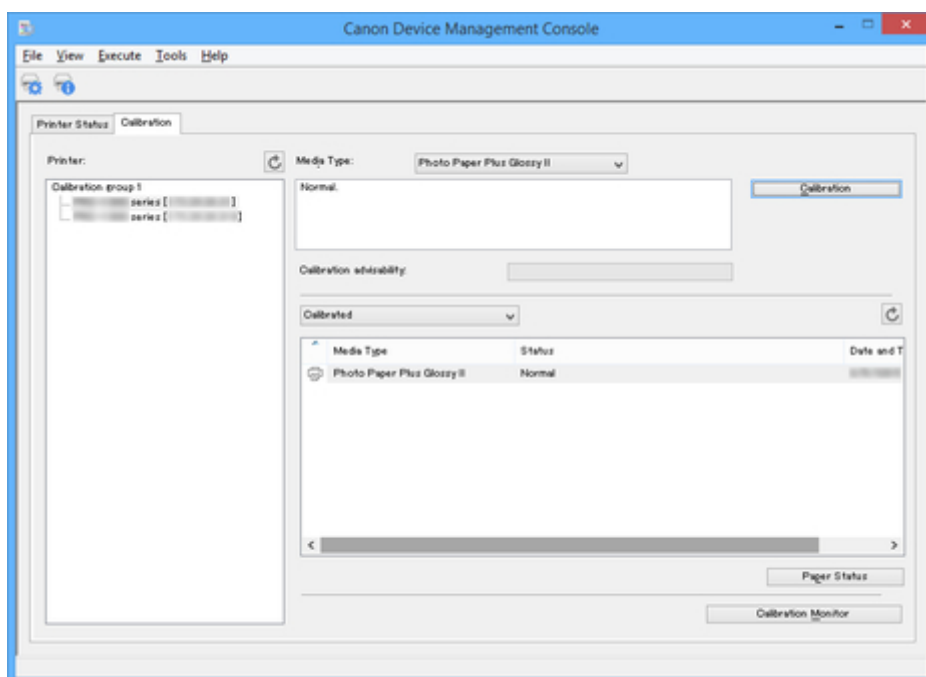 Canon Device Management Console
File View Execute Tools Help
Printer Status Calibration
Printer:
Media Type: Photo Paper Plus Glossy II
Calibration group 1
series [ ]
series [ ]
Normal.
Calibration
Calibration advisability:
Calibrated
Media Type Status Date and T
Photo Paper Plus Glossy II Normal
Paper Status
Calibration Monitor